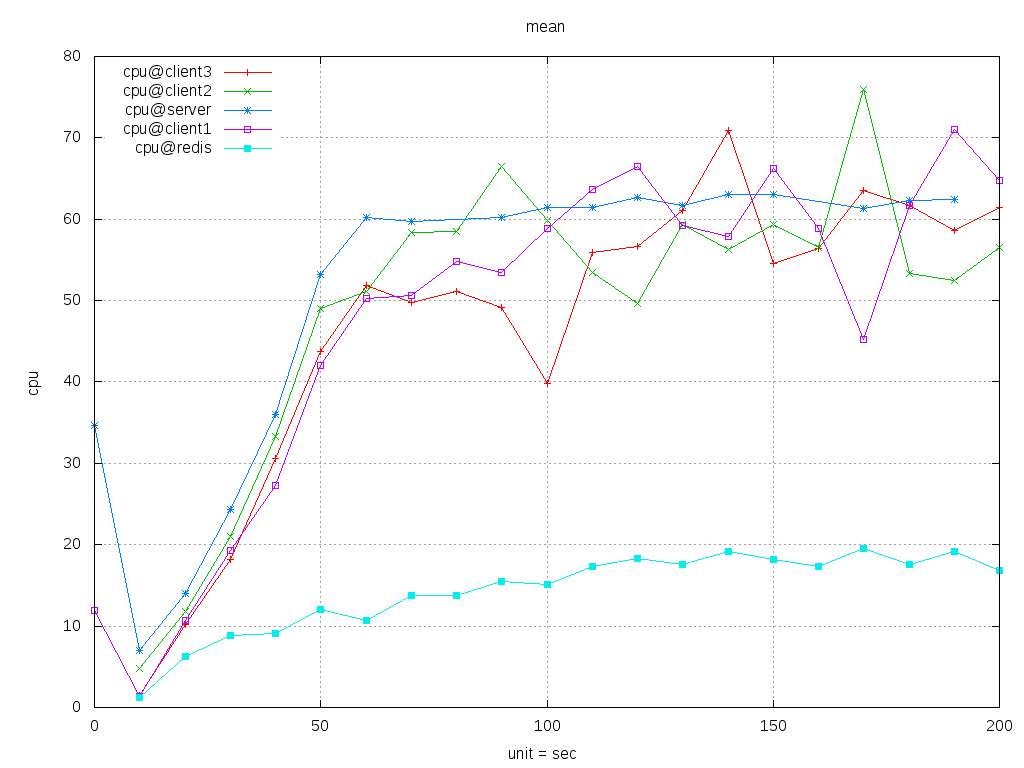 mean
80
70
60
50
40
30
20
10
0
cpu
cpu@client3
cpu@client2
cpu@server
cpu@client1
cpu@redis
0 50 100 150 200
unit = sec